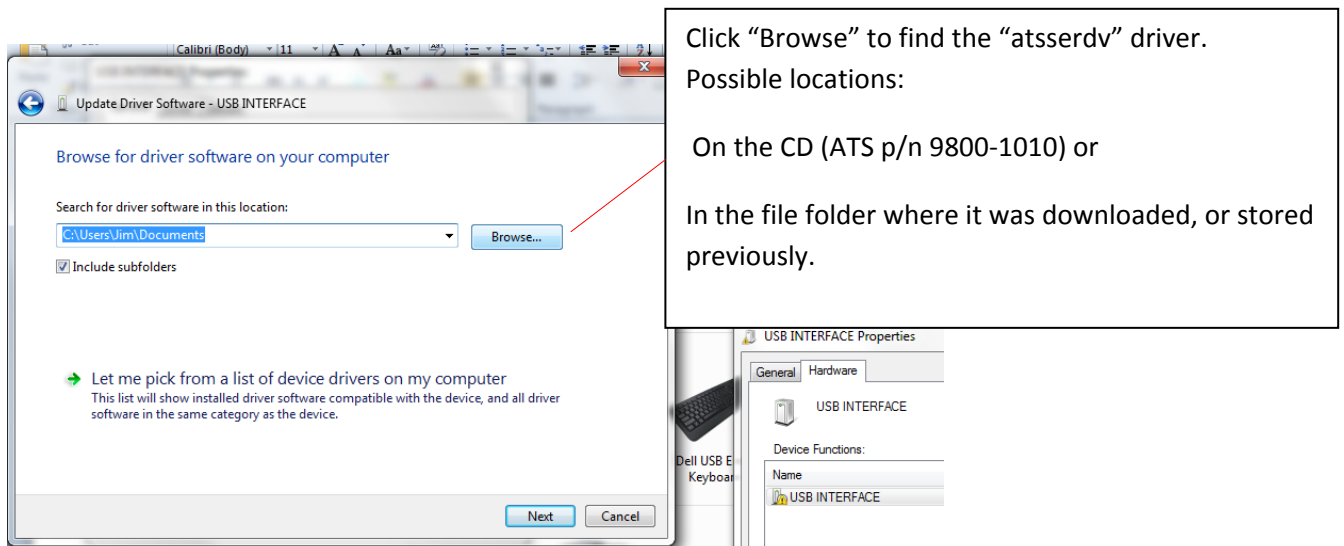 Calibri (Body) 11 A A Aa
Update Driver Software - USB INTERFACE
Browse for driver software on your computer
Search for driver software in this location:
C:\Users\Jim\Documents
Browse...
Include subfolders
Let me pick from a list of device drivers on my computer
This list will show installed driver software compatible with the device, and all driver
software in the same category as the device.
Next Cancel
Click “Browse” to find the “atsserdv” driver.
Possible locations:
On the CD (ATS p/n 9800-1010) or
In the file folder where it was downloaded, or stored
previously.
Dell USB E
Keyboar
USB INTERFACE Properties
General Hardware
USB INTERFACE
Device Functions:
Name
USB INTERFACE